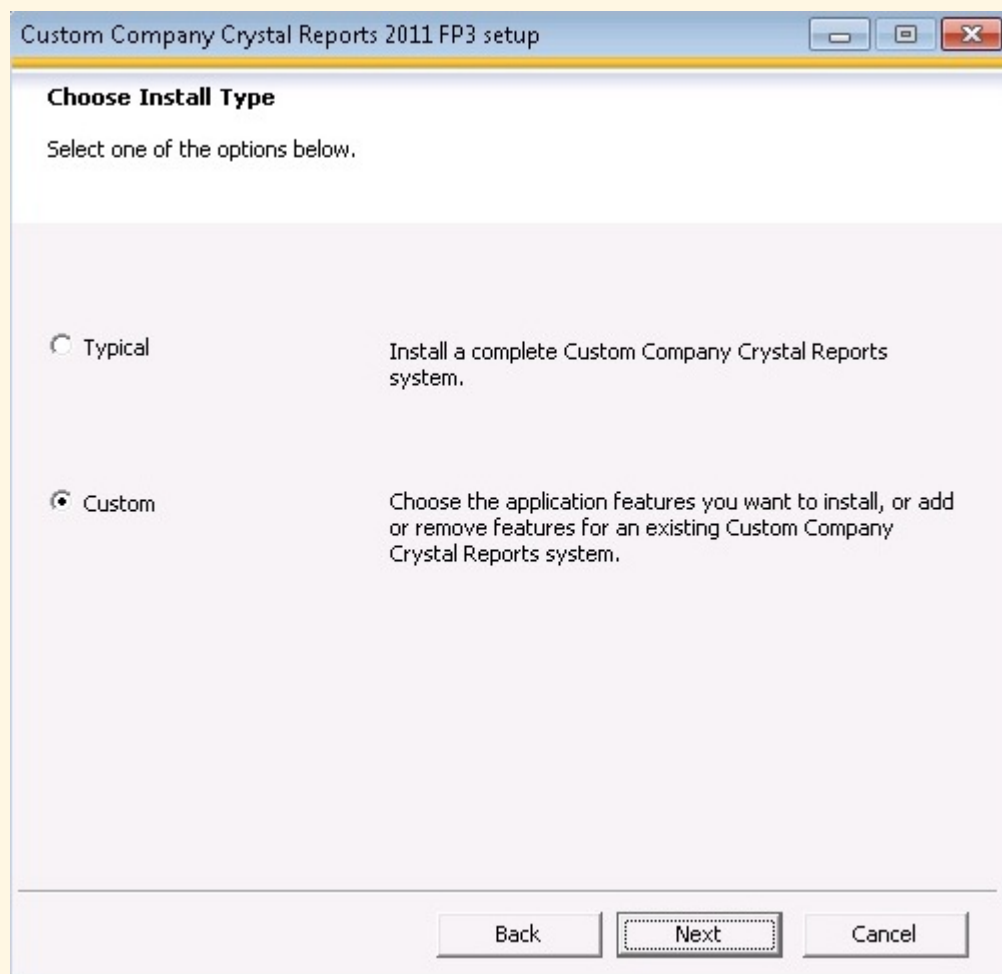 Custom Company Crystal Reports 2011 FP3 setup
Choose Install Type
Select one of the options below.
Typical
Install a complete Custom Company Crystal Reports
system.
Custom
Choose the application features you want to install, or add
or remove features for an existing Custom Company
Crystal Reports system.
Back
Next
Cancel